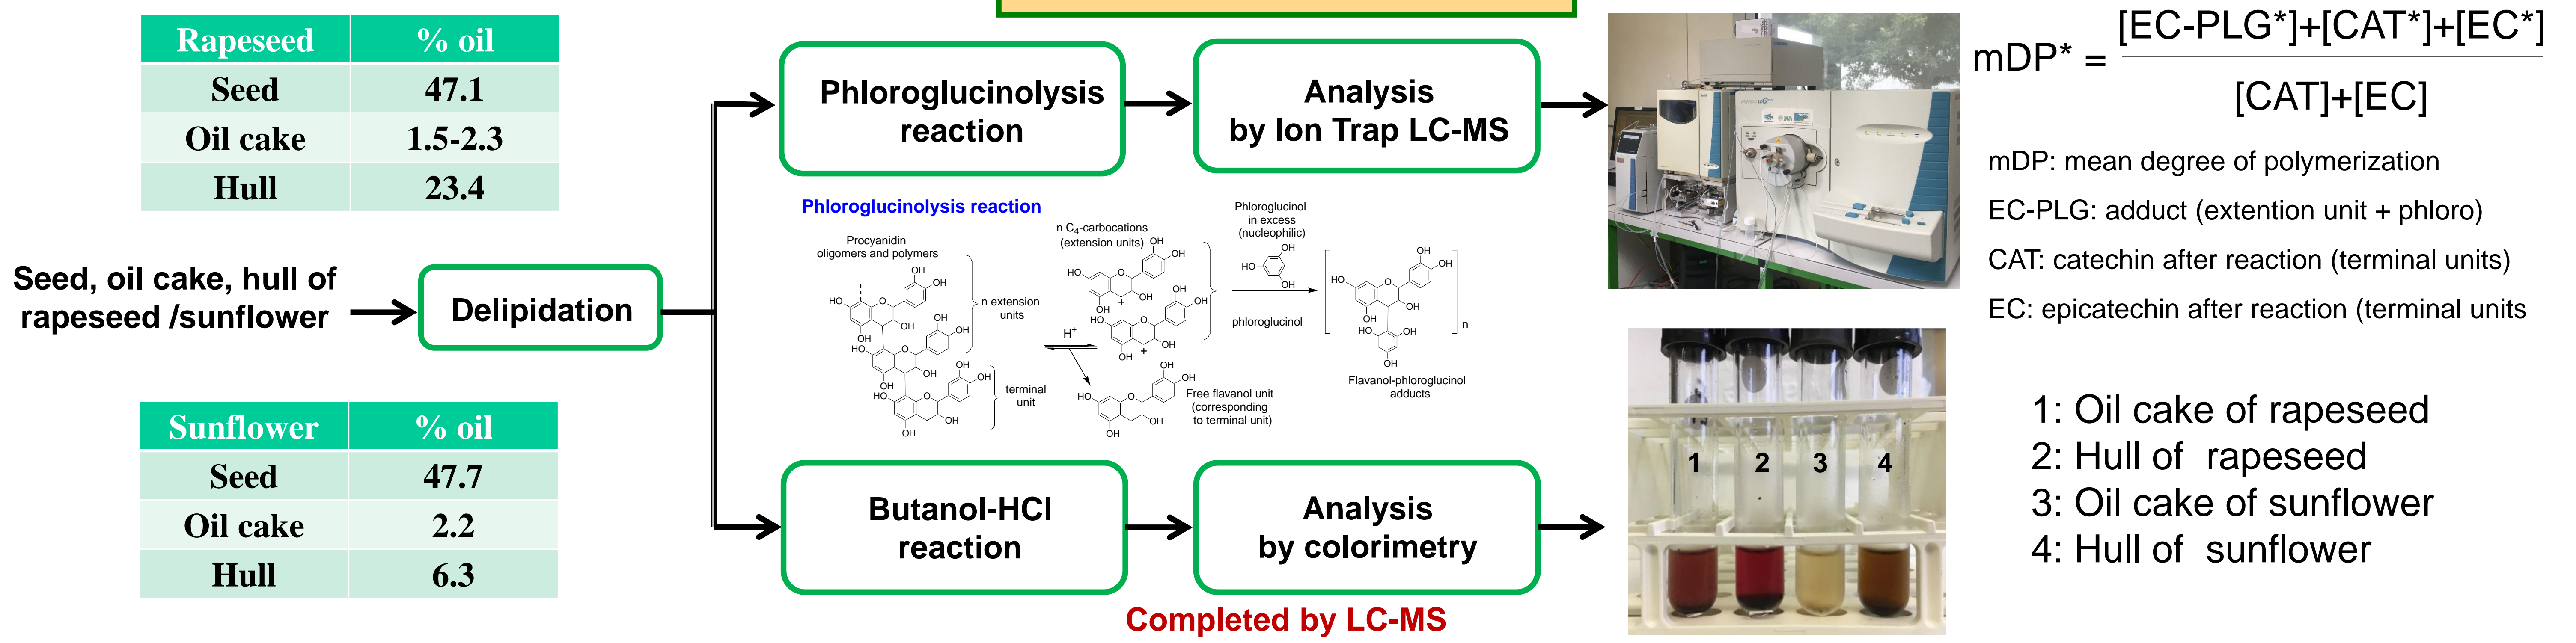 Rapeseed % oil
Seed 47.1
Oil cake 1.5-2.3
Hull 23.4
Seed, oil cake, hull of
rapeseed /sunflower
Delipidation
Sunflower % oil
Seed 47.7
Oil cake 2.2
Hull 6.3
Phloroglucinolysis
reaction
Analysis
by Ion Trap LC-MS
Phloroglucinolysis reaction
Procyanidin
oligomers and polymers
n extension
units
terminal
unit
H+
n C4-carbocations
(extension units)
Free flavanol unit
(corresponding
to terminal unit)
Phloroglucinol
in excess
(nucleophilic)
phloroglucinol
n
Flavanol-phloroglucinol
adducts
Butanol-HCl
reaction
Analysis
by colorimetry
Completed by LC-MS
mDP* = [EC-PLG*]+[CAT*]+[EC*]
[CAT]+[EC]
mDP: mean degree of polymerization
EC-PLG: adduct (extention unit + phloro)
CAT: catechin after reaction (terminal units)
EC: epicatechin after reaction (terminal units
1 2 3 4
1: Oil cake of rapeseed
2: Hull of  rapeseed
3: Oil cake of sunflower
4: Hull of  sunflower